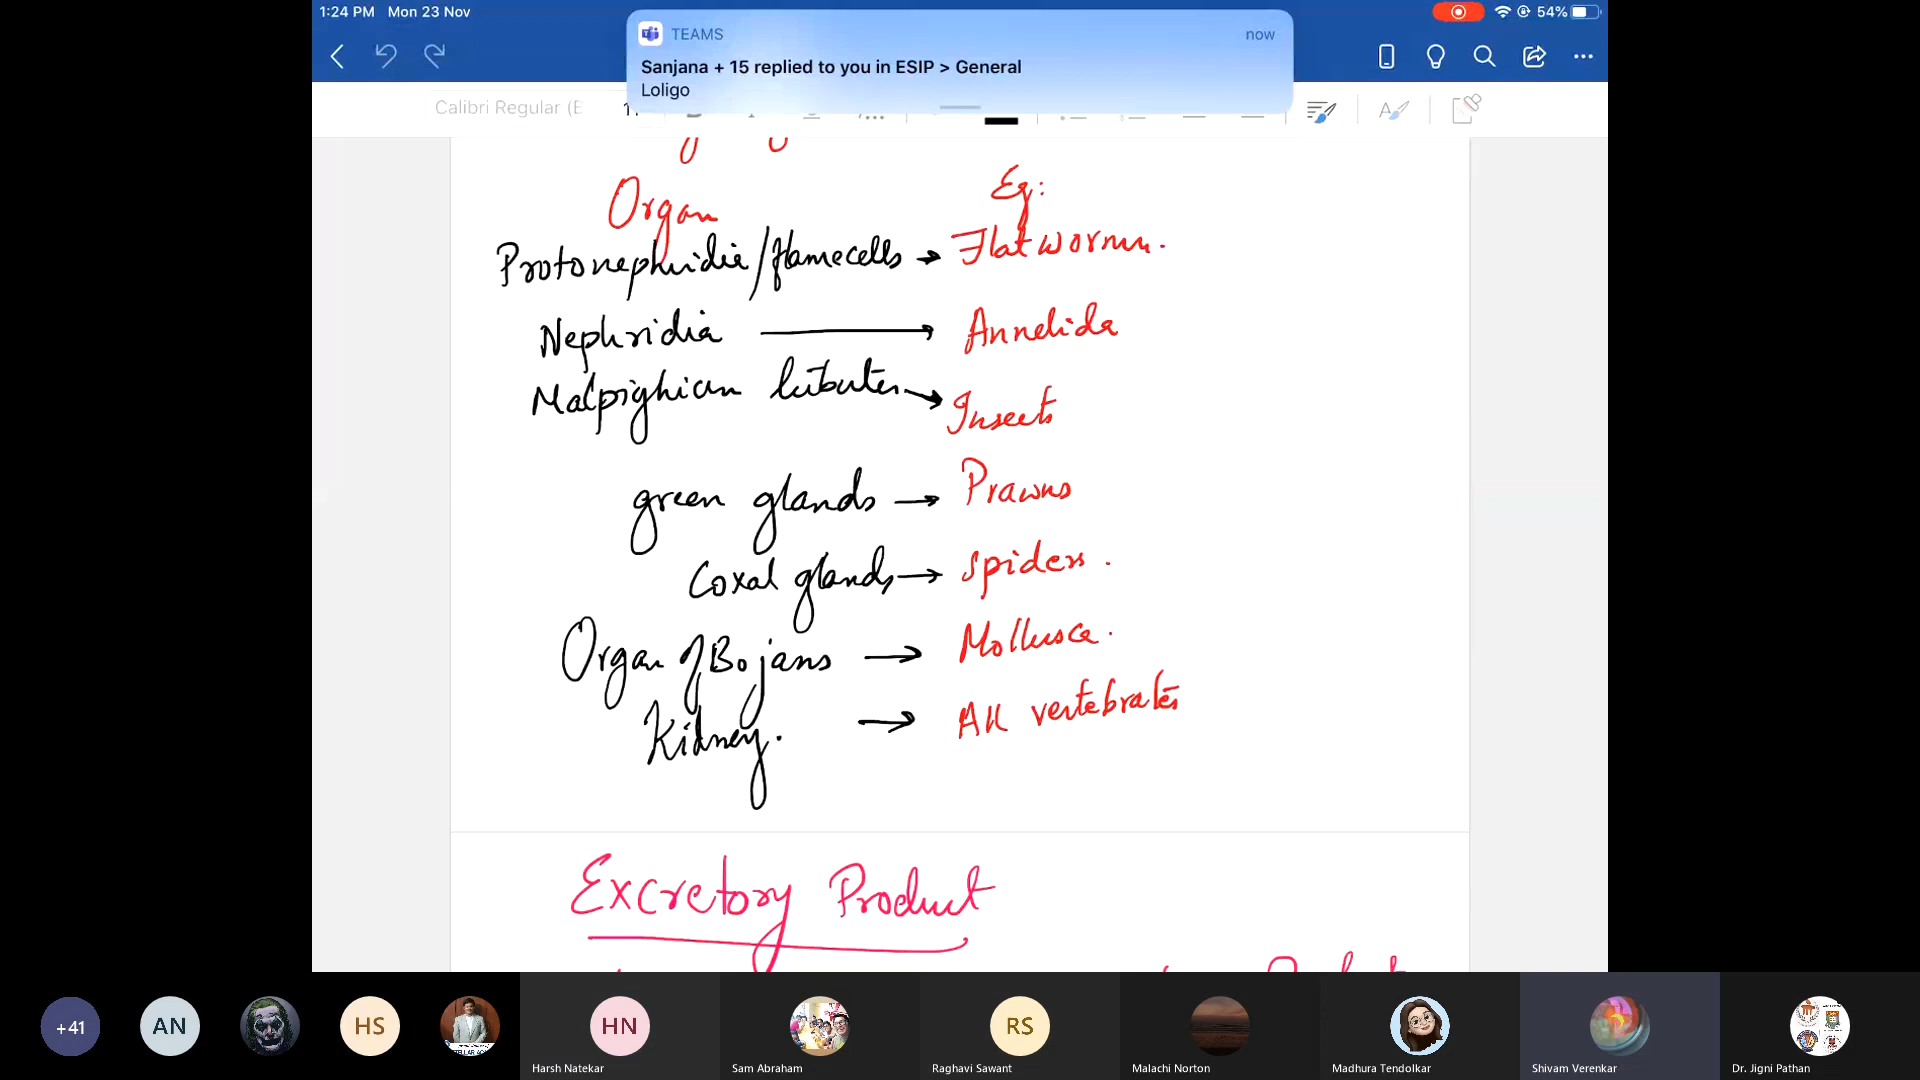 1:24 PM Mon 23 Nov
54%
TEAMS
now
Sanjana + 15 replied to you in ESIP > General
Loligo
Calibri Regular (E
Organ
Eg:
Protonephridia/flamecells → Flatworms.
Nephridia → Annelida
Malpighian tubules → Insects
green glands → Prawns
Coxal glands → Spiders.
Organ of Bojans → Mollusca.
Kidney. → All vertebrates
Excretory Product
+41
AN
HS
HN
RS
Harsh Natekar
Sam Abraham
Raghavi Sawant
Malachi Norton
Madhura Tendolkar
Shivam Verenkar
Dr. Jigni Pathan